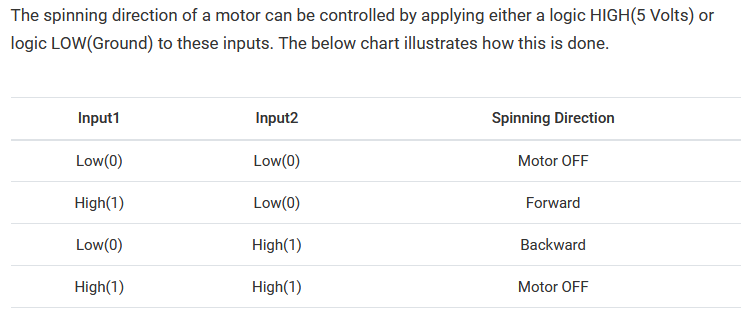 The spinning direction of a motor can be controlled by applying either a logic HIGH(5 Volts) or
logic LOW(Ground) to these inputs. The below chart illustrates how this is done.
Input1 Input2 Spinning Direction
Low(0) Low(0) Motor OFF
High(1) Low(0) Forward
Low(0) High(1) Backward
High(1) High(1) Motor OFF